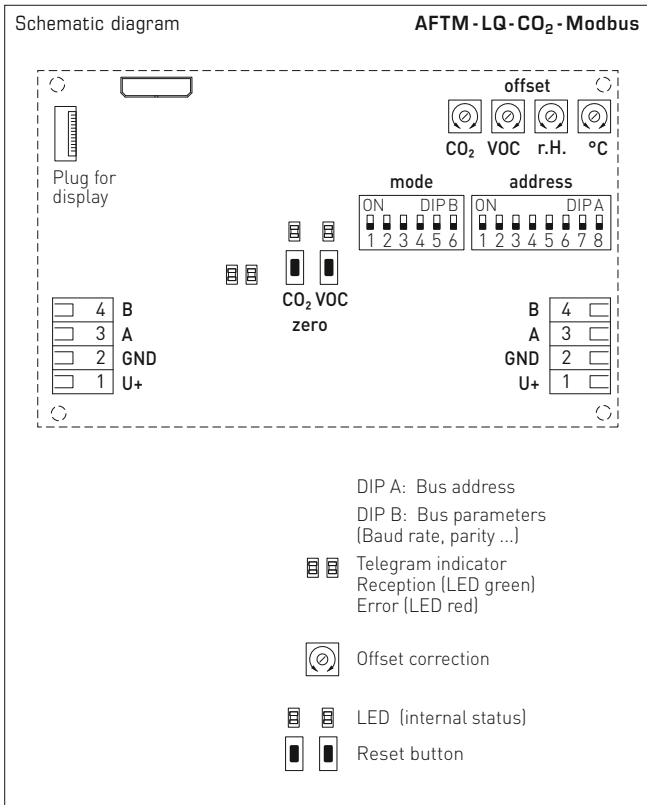 Schematic diagram AFTM-LQ-CO₂-Modbus
offset
CO₂ VOC r.H. °C
Plug for
display
mode address
ON DIP B ON DIP A
1 2 3 4 5 6 1 2 3 4 5 6 7 8
CO₂ VOC
zero
4 B
3 A
2 GND
1 U+
B 4
A 3
GND 2
U+ 1
DIP A: Bus address
DIP B: Bus parameters
(Baud rate, parity ...)
Telegram indicator
Reception (LED green)
Error (LED red)
Offset correction
LED (internal status)
Reset button